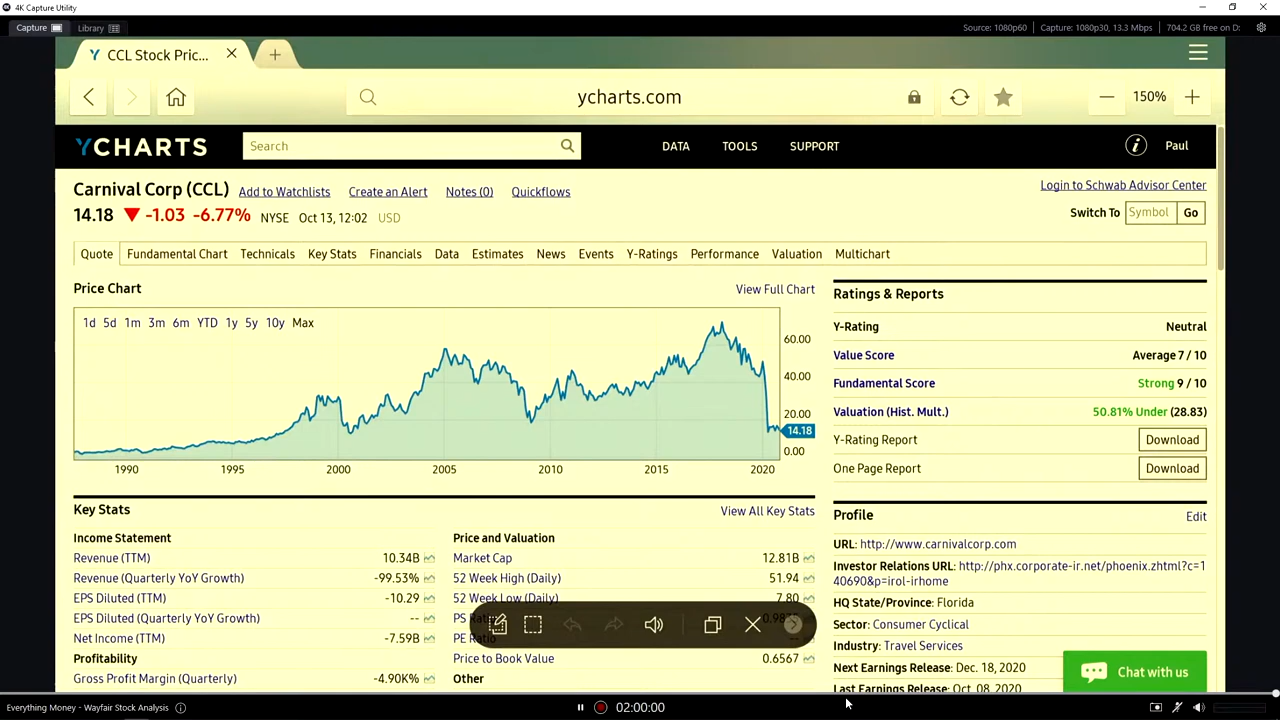 4K Capture Utility
Capture Library Source: 1080p60 Capture: 1080p30, 13.3 Mbps 704.2 GB free on D:
Y CCL Stock Pric...
ycharts.com 150%
YCHARTS Search DATA TOOLS SUPPORT Paul
Carnival Corp (CCL) Add to Watchlists Create an Alert Notes (0) Quickflows
Login to Schwab Advisor Center
14.18 ▼ -1.03 -6.77% NYSE Oct 13, 12:02 USD
Switch To Symbol Go
Quote Fundamental Chart Technicals Key Stats Financials Data Estimates News Events Y-Ratings Performance Valuation Multichart
Price Chart View Full Chart
1d 5d 1m 3m 6m YTD 1y 5y 10y Max
60.00
40.00
20.00
14.18
0.00
1990 1995 2000 2005 2010 2015 2020
Key Stats View All Key Stats
Income Statement
Revenue (TTM) 10.34B
Revenue (Quarterly YoY Growth) -99.53%
EPS Diluted (TTM) -10.29
EPS Diluted (Quarterly YoY Growth) --
Net Income (TTM) -7.59B
Profitability
Gross Profit Margin (Quarterly) -4.90K%
Price and Valuation
Market Cap 12.81B
52 Week High (Daily) 51.94
52 Week Low (Daily) 7.80
PS
PE
Price to Book Value 0.6567
Other
Ratings & Reports
Y-Rating Neutral
Value Score Average 7 / 10
Fundamental Score Strong 9 / 10
Valuation (Hist. Mult.) 50.81% Under (28.83)
Y-Rating Report Download
One Page Report Download
Profile Edit
URL: http://www.carnivalcorp.com
Investor Relations URL: http://phx.corporate-ir.net/phoenix.zhtml?c=1
40690&p=irol-irhome
HQ State/Province: Florida
Sector: Consumer Cyclical
Industry: Travel Services
Next Earnings Release: Dec. 18, 2020
Last Earnings Release: Oct. 08, 2020
Chat with us
Everything Money - Wayfair Stock Analysis 02:00:00